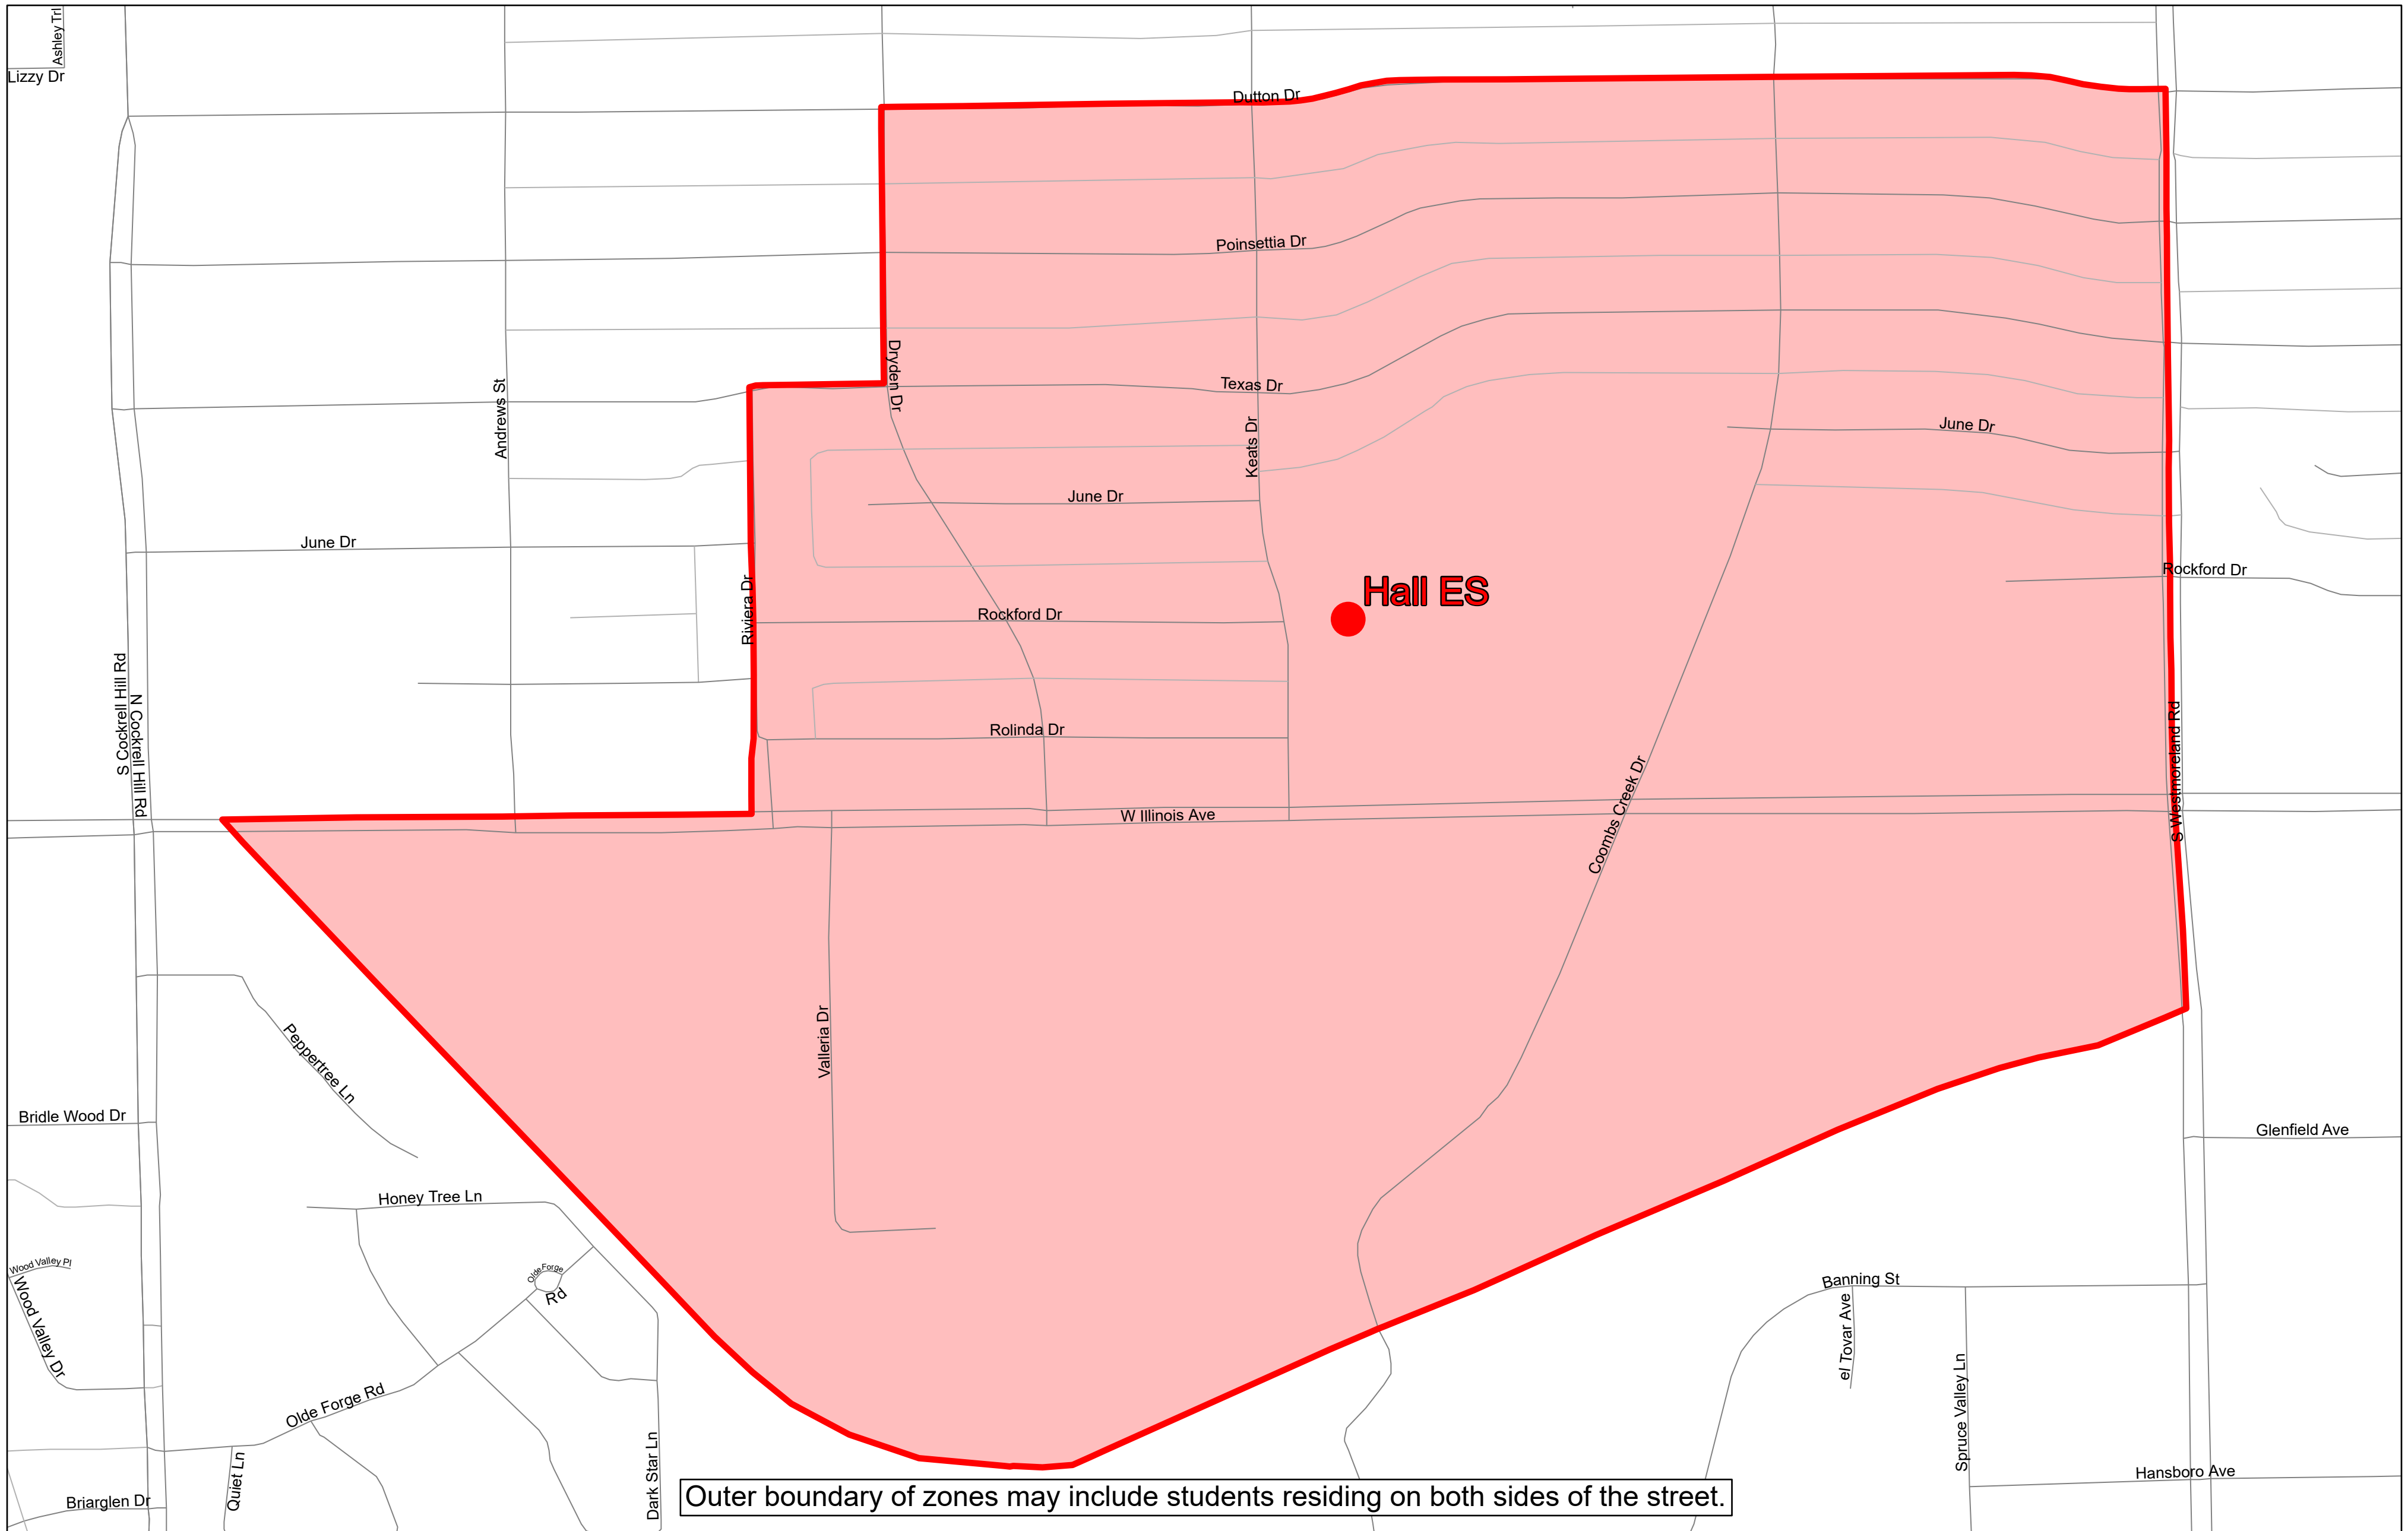 Ashley Trl
Lizzy Dr
Dutton Dr
Poinsettia Dr
Dryden Dr
Texas Dr
Andrews St
Keats Dr
June Dr
June Dr
June Dr
Hall ES
Rockford Dr
Riviera Dr
Rockford Dr
S Cockrell Hill Rd
N Cockrell Hill Rd
Rolinda Dr
S Westmoreland Rd
W Illinois Ave
Coombs Creek Dr
Valleria Dr
Peppertree Ln
Bridle Wood Dr
Glenfield Ave
Honey Tree Ln
Wood Valley Pl
Wood Valley Dr
Olde Forge
Rd
Banning St
el Tovar Ave
Spruce Valley Ln
Olde Forge Rd
Quiet Ln
Dark Star Ln
Hansboro Ave
Briarglen Dr
Outer boundary of zones may include students residing on both sides of the street.